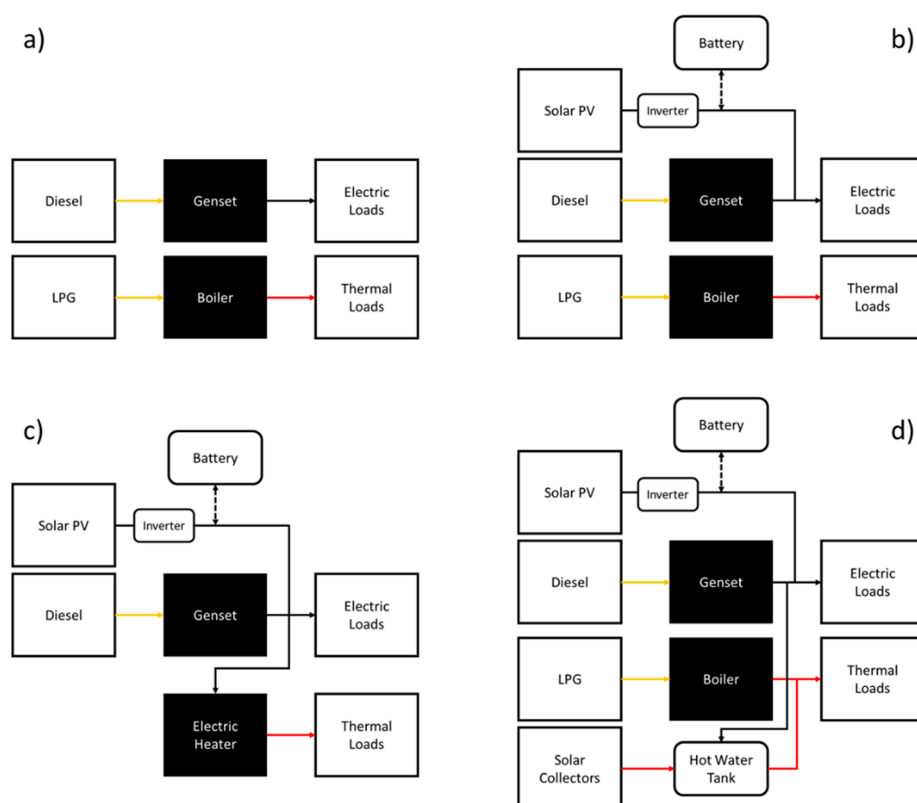 a)
Diesel
Genset
Electric
Loads
LPG
Boiler
Thermal
Loads
b)
Battery
Solar PV
Inverter
Diesel
Genset
Electric
Loads
LPG
Boiler
Thermal
Loads
c)
Battery
Solar PV
Inverter
Diesel
Genset
Electric
Loads
Electric
Heater
Thermal
Loads
d)
Battery
Solar PV
Inverter
Diesel
Genset
Electric
Loads
LPG
Boiler
Thermal
Loads
Solar
Collectors
Hot Water
Tank